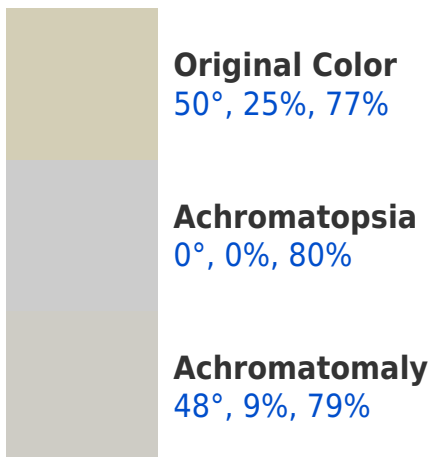 Original Color
50°, 25%, 77%
Achromatopsia
0°, 0%, 80%
Achromatomaly
48°, 9%, 79%